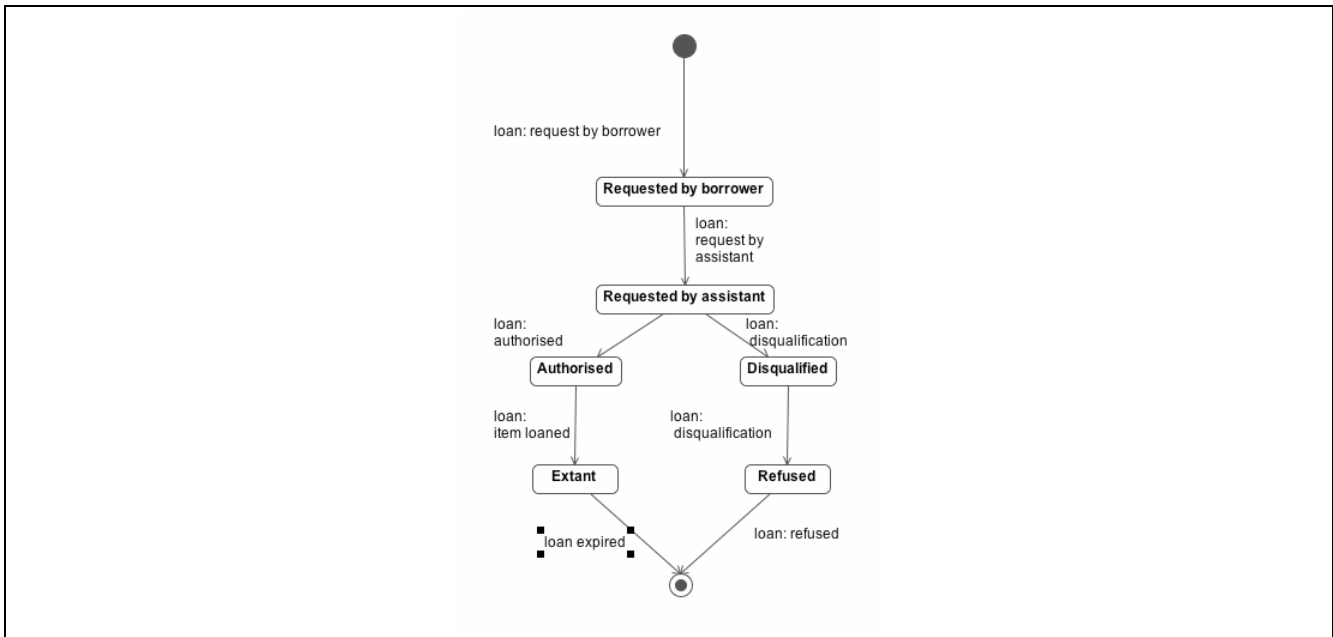 loan: request by borrower
Requested by borrower
loan:
request by
assistant
Requested by assistant
loan:
authorised
loan:
disqualification
Authorised
Disqualified
loan:
item loaned
loan:
disqualification
Extant
Refused
loan expired
loan: refused